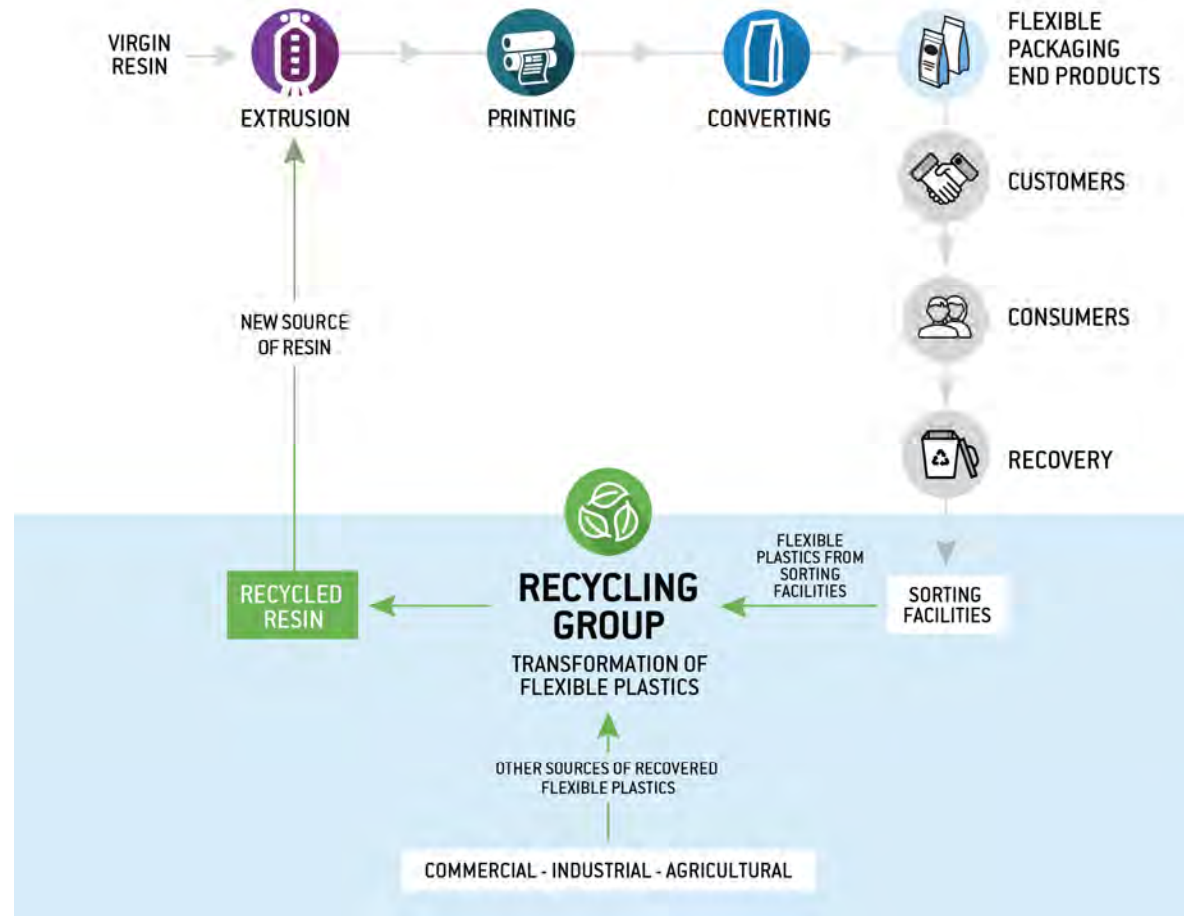 VIRGIN
RESIN
EXTRUSION
PRINTING
CONVERTING
FLEXIBLE
PACKAGING
END PRODUCTS
CUSTOMERS
CONSUMERS
RECOVERY
NEW SOURCE
OF RESIN
RECYCLED
RESIN
RECYCLING
GROUP
TRANSFORMATION OF
FLEXIBLE PLASTICS
FLEXIBLE
PLASTICS FROM
SORTING
FACILITIES
SORTING
FACILITIES
OTHER SOURCES OF RECOVERED
FLEXIBLE PLASTICS
COMMERCIAL - INDUSTRIAL - AGRICULTURAL